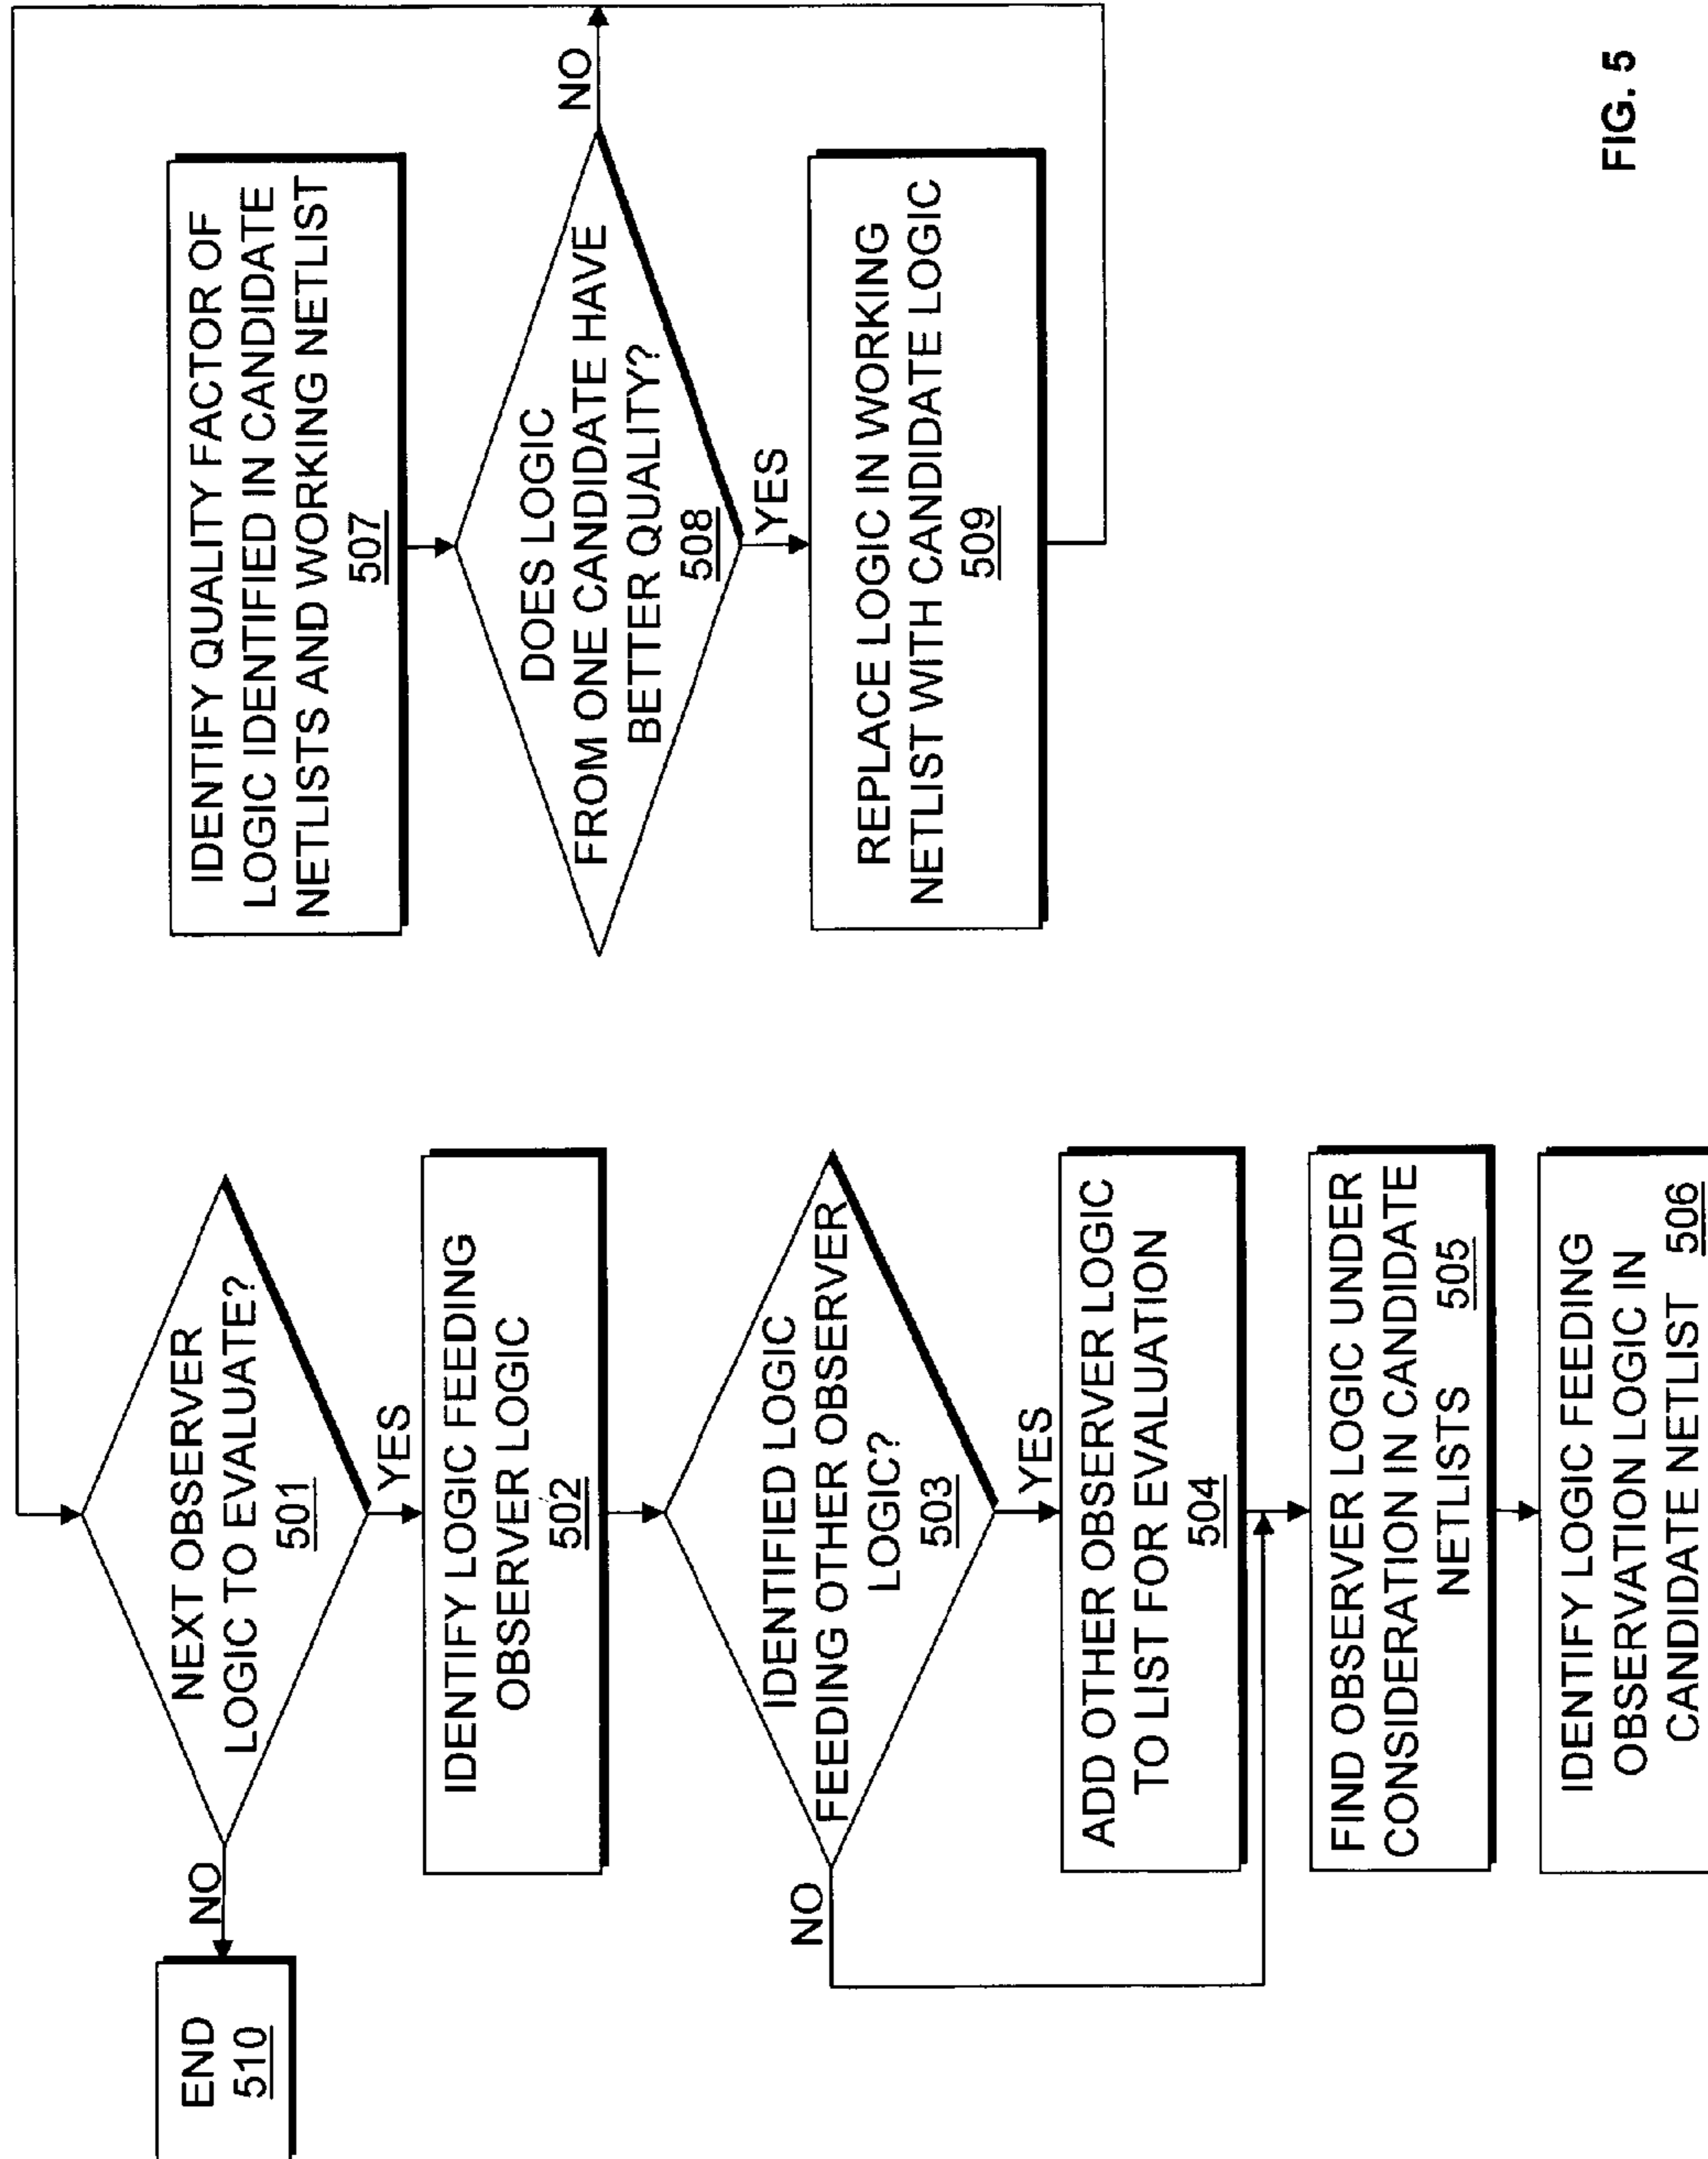 NEXT OBSERVER
LOGIC TO EVALUATE?
501
NO
END
510
YES
IDENTIFY LOGIC FEEDING
OBSERVER LOGIC
502
IDENTIFIED LOGIC
FEEDING OTHER OBSERVER
LOGIC?
503
NO
YES
ADD OTHER OBSERVER LOGIC
TO LIST FOR EVALUATION
504
FIND OBSERVER LOGIC UNDER
CONSIDERATION IN CANDIDATE
NETLISTS 505
IDENTIFY LOGIC FEEDING
OBSERVATION LOGIC IN
CANDIDATE NETLIST 506
IDENTIFY QUALITY FACTOR OF
LOGIC IDENTIFIED IN CANDIDATE
NETLISTS AND WORKING NETLIST
507
DOES LOGIC
FROM ONE CANDIDATE HAVE
BETTER QUALITY?
508
NO
YES
REPLACE LOGIC IN WORKING
NETLIST WITH CANDIDATE LOGIC
509
FIG. 5